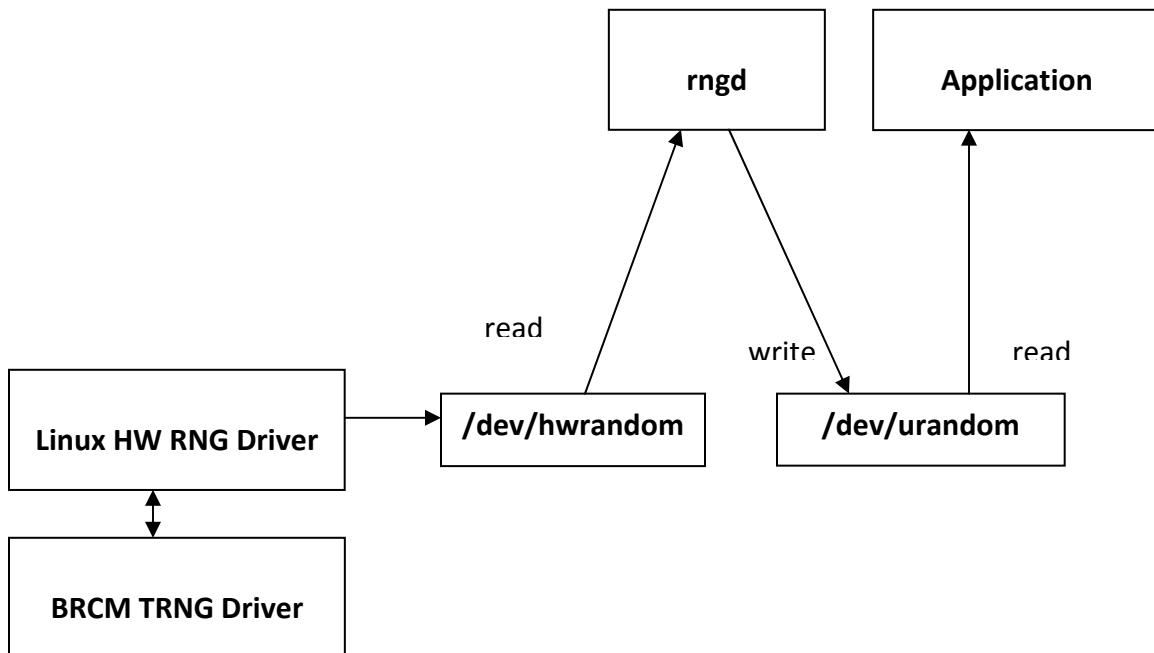 rngd
Application
read
write
read
/dev/hwrandom
/dev/urandom
Linux HW RNG Driver
BRCM TRNG Driver